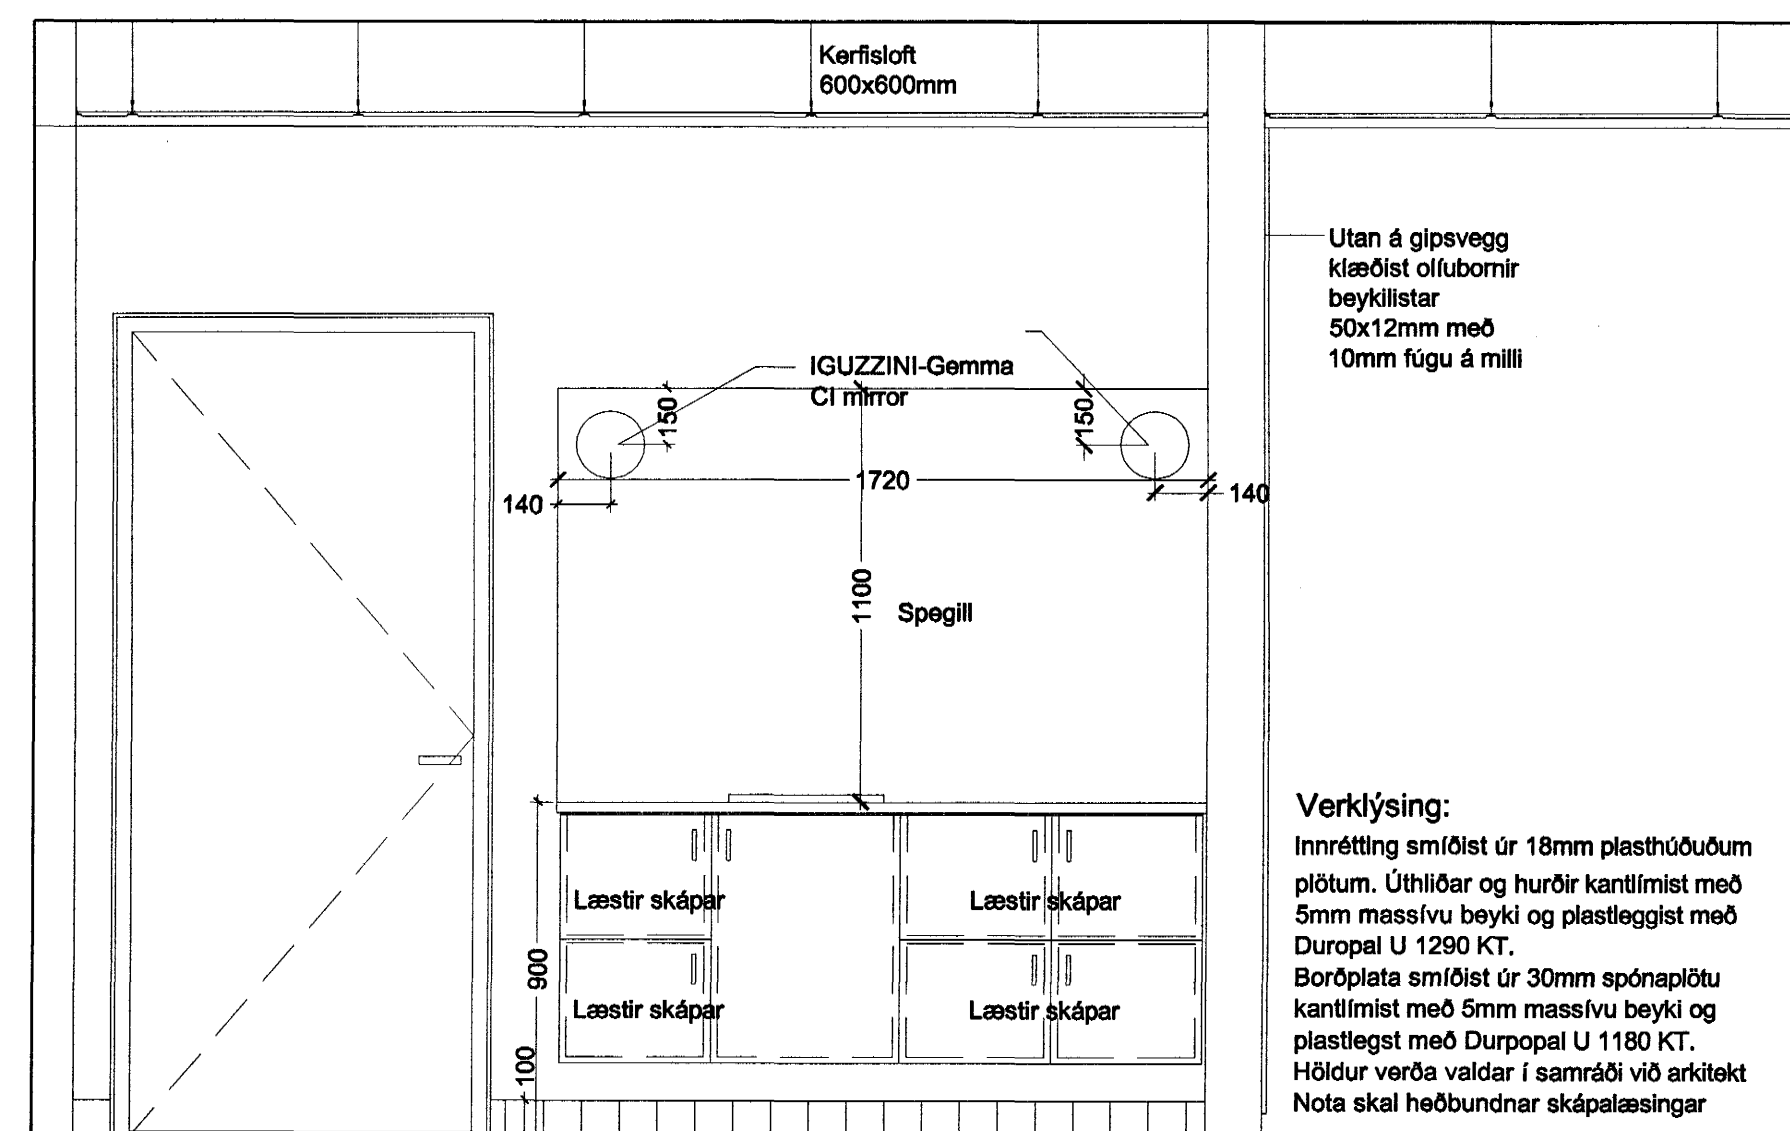 Kerfisloft
600x600mm
Utan á gipsvegg
klæðist olíubornir
beykilistar
50x12mm með
10mm fúgu á milli
IGUZZINI-Gemma
CI mirror
150
150
1720
140
140
1100
Spegill
Læstir skápar
Læstir skápar
Læstir skápar
Læstir skápar
900
100
Verklýsing:
Innrétting smíðist úr 18mm plasthúðuðum
plötum. Úthliðar og hurðir kantlímist með
5mm massívu beyki og plastleggist með
Duropal U 1290 KT.
Borðplata smíðist úr 30mm spónaplötu
kantlímist með 5mm massívu beyki og
plastlegst með Durpopal U 1180 KT.
Höldur verða valdar í samráði við arkitekt
Nota skal heðbundnar skápalæsingar